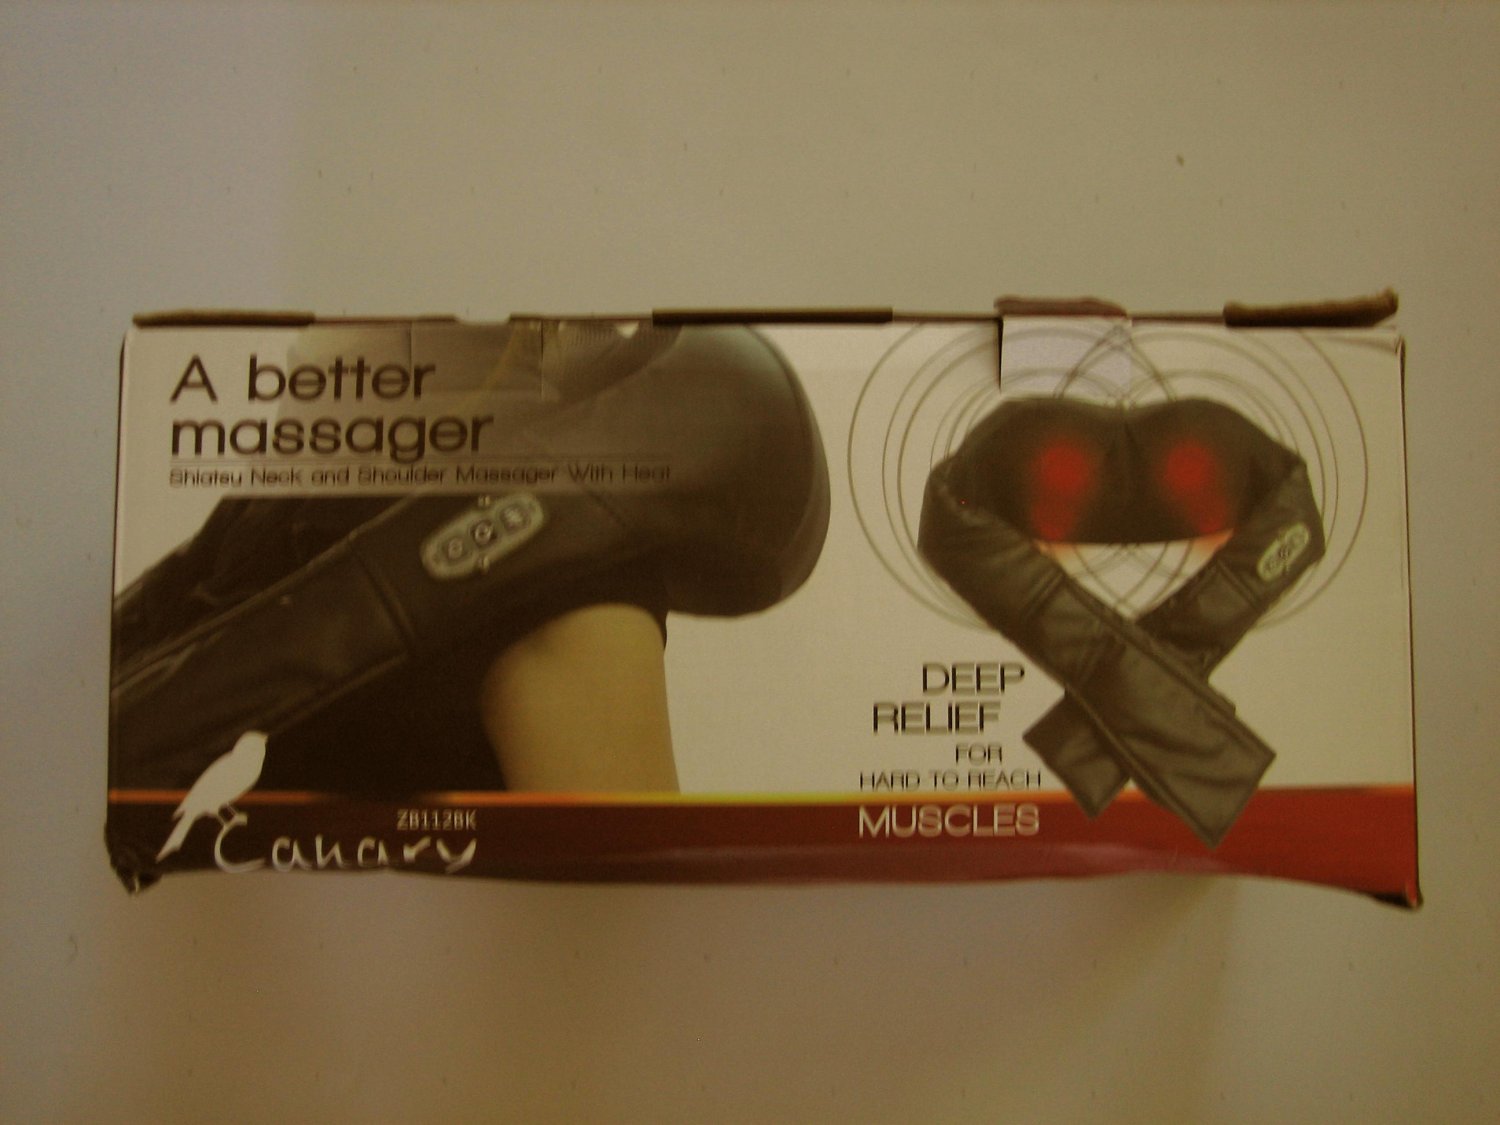 A better
massager
Shiatsu Neck and Shoulder Massager With Heat
DEEP
RELIEF
FOR
HARD TO REACH
MUSCLES
ZB112BK
Canary